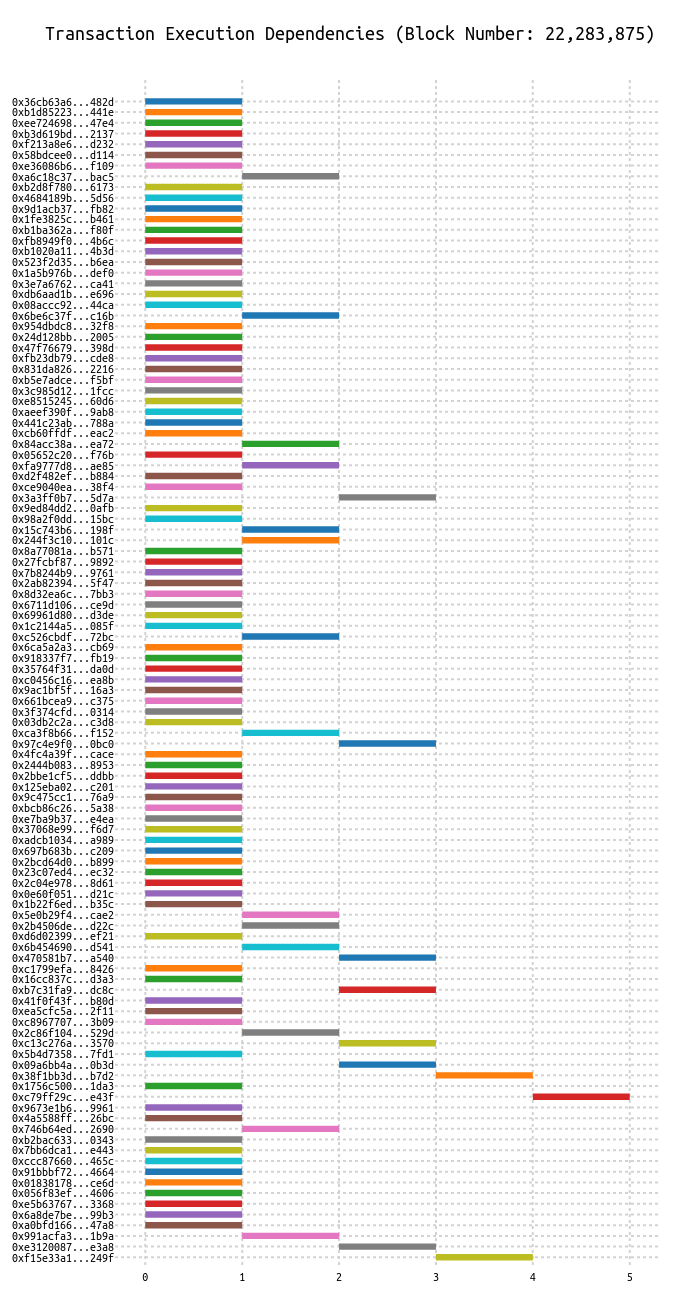 Transaction Execution Dependencies (Block Number: 22,283,875)
0x36cb63a6...482d
0xb1d85223...441e
0xee724698...47e4
0xb3d619bd...2137
0xf213a8e6...d232
0x58bdcee0...d114
0xe36086b6...f109
0xa6c18c37...bac5
0xb2d8f780...6173
0x4684189b...5d56
0x9d1acb37...fb82
0x1fe3825c...b461
0xb1ba362a...f80f
0xfb8949f0...4b6c
0xb1020a11...4b3d
0x523f2d35...b6ea
0x1a5b976b...def0
0x3e7a6762...ca41
0xdb6aad1b...e696
0x08accc92...44ca
0x6be6c37f...c16b
0x954dbdc8...32f8
0x24d128bb...2005
0x47f76679...398d
0xfb23db79...cde8
0x831da826...2216
0xb5e7adce...f5bf
0x3c985d12...1fcc
0xe8515245...60d6
0xaeef390f...9ab8
0x441c23ab...788a
0xcb60ffdf...eac2
0x84acc38a...ea72
0x05652c20...f76b
0xfa9777d8...ae85
0xd2f482ef...b884
0xce9040ea...38f4
0x3a3ff0b7...5d7a
0x9ed84dd2...0afb
0x98a2f0dd...15bc
0x15c743b6...198f
0x244f3c10...101c
0x8a77081a...b571
0x27fcbf87...9892
0x7b8244b9...9761
0x2ab82394...5f47
0x8d32ea6c...7bb3
0x6711d106...ce9d
0x69961d80...d3de
0x1c2144a5...085f
0xc526cbdf...72bc
0x6ca5a2a3...cb69
0x918337f7...fb19
0x35764f31...da0d
0xc0456c16...ea8b
0x9ac1bf5f...16a3
0x661bcea9...c375
0x3f374cfd...0314
0x03db2c2a...c3d8
0xca3f8b66...f152
0x97c4e9f0...0bc0
0x4fc4a39f...cace
0x2444b083...8953
0x2bbe1cf5...ddbb
0x125eba02...c201
0x9c475cc1...76a9
0xbcb86c26...5a38
0xe7ba9b37...e4ea
0x37068e99...f6d7
0xadcb1034...a989
0x697b683b...c209
0x2bcd64d0...b899
0x23c07ed4...ec32
0x2c04e978...8d61
0x0e60f051...d21c
0x1b22f6ed...b35c
0x5e0b29f4...cae2
0x2b4506de...d22c
0xd6d02399...ef21
0x6b454690...d541
0x470581b7...a540
0xc1799efa...8426
0x16cc837c...d3a3
0xb7c31fa9...dc8c
0x41f0f43f...b80d
0xea5cfc5a...2f11
0xc8967707...3b09
0x2c86f104...529d
0xc13c276a...3570
0x5b4d7358...7fd1
0x09a6bb4a...0b3d
0x38f1bb3d...b7d2
0x1756c500...1da3
0xc79ff29c...e43f
0x9673e1b6...9961
0x4a5588ff...26bc
0x746b64ed...2690
0xb2bac633...0343
0x7bb6dca1...e443
0xccc87660...465c
0x91bbbf72...4664
0x01838178...ce6d
0x056f83ef...4606
0xe5b63767...3368
0x6a8de7be...99b3
0xa0bfd166...47a8
0x991acfa3...1b9a
0xe3120087...e3a8
0xf15e33a1...249f
0 1 2 3 4 5